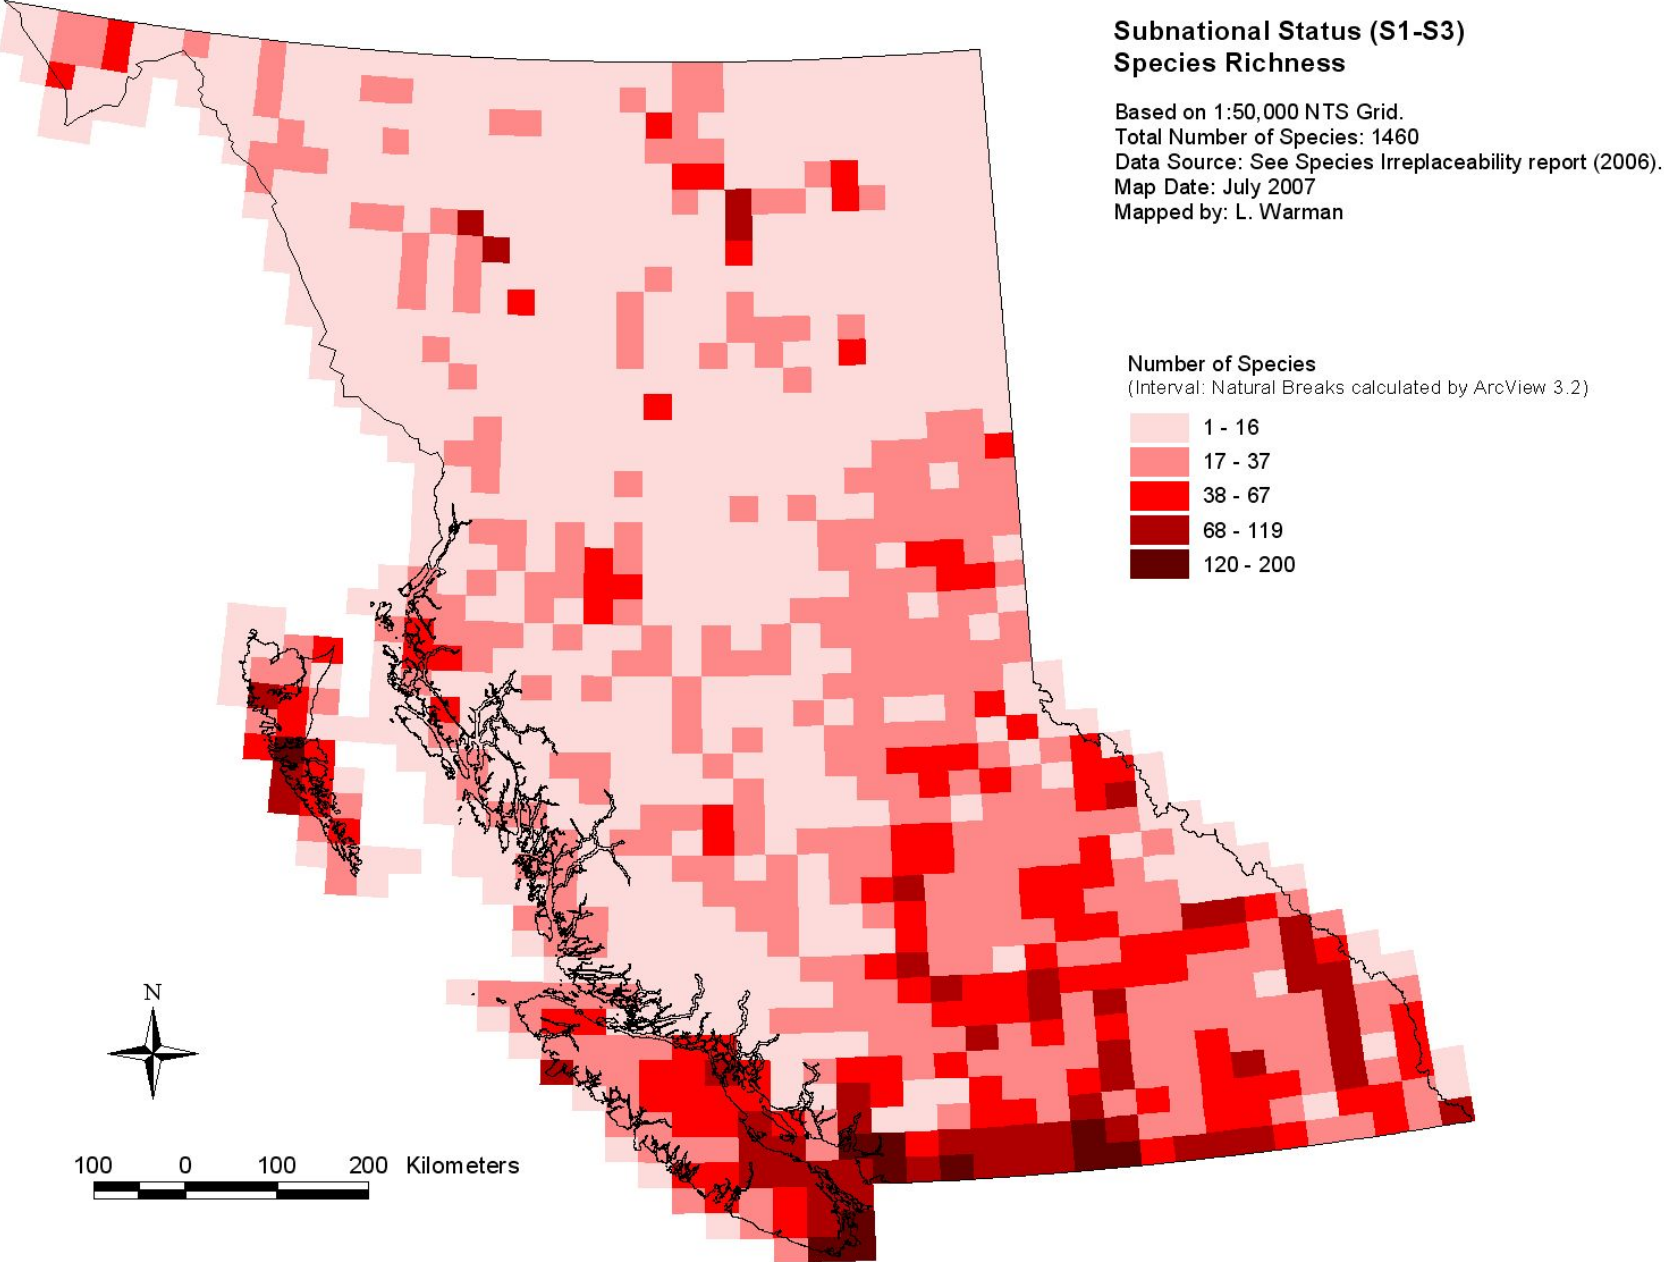 Subnational Status (S1-S3)
Species Richness
Based on 1:50,000 NTS Grid.
Total Number of Species: 1460
Data Source: See Species Irreplaceability report (2006).
Map Date: July 2007
Mapped by: L. Warman
Number of Species
(Interval: Natural Breaks calculated by ArcView 3.2)
1 - 16
17 - 37
38 - 67
68 - 119
120 - 200
N
100 0 100 200 Kilometers